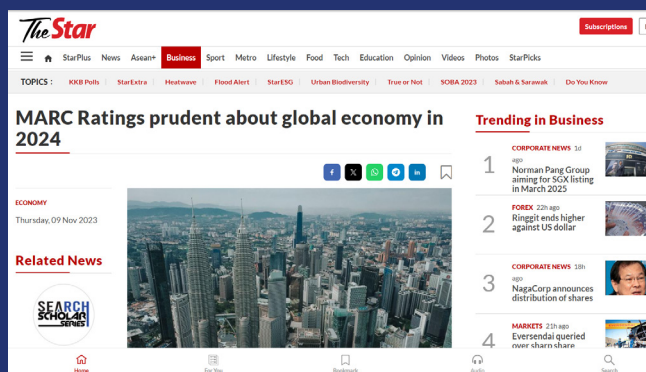 TheStar
Subscriptions
StarPlus News Asean+ Business Sport Metro Lifestyle Food Tech Education Opinion Videos Photos StarPicks
TOPICS : KKB Polls StarExtra Heatwave Flood Alert StarESG Urban Biodiversity True or Not SOBA 2023 Sabah & Sarawak Do You Know
MARC Ratings prudent about global economy in
2024
ECONOMY
Thursday, 09 Nov 2023
Related News
SEARCH
SCHOLAR
SERIES
Trending in Business
1
CORPORATE NEWS 1d
ago
Norman Pang Group
aiming for SGX listing
in March 2025
2
FOREX 22h ago
Ringgit ends higher
against US dollar
3
CORPORATE NEWS 18h
ago
NagaCorp announces
distribution of shares
4
MARKETS 21h ago
Eversendai queried
over sharp share
Home For You Bookmark Audio Search